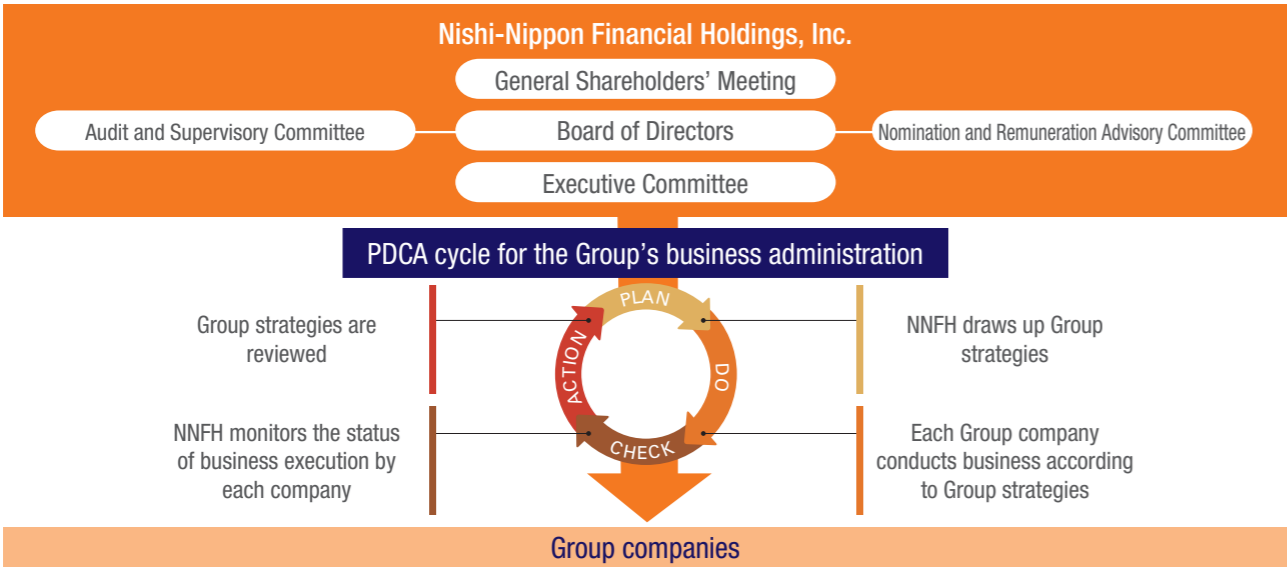 Nishi-Nippon Financial Holdings, Inc.
General Shareholders’ Meeting
Audit and Supervisory Committee
Board of Directors
Nomination and Remuneration Advisory Committee
Executive Committee
PDCA cycle for the Group’s business administration
PLAN
DO
CHECK
ACTION
Group strategies are
reviewed
NNFH draws up Group
strategies
NNFH monitors the status
of business execution by
each company
Each Group company
conducts business according
to Group strategies
Group companies